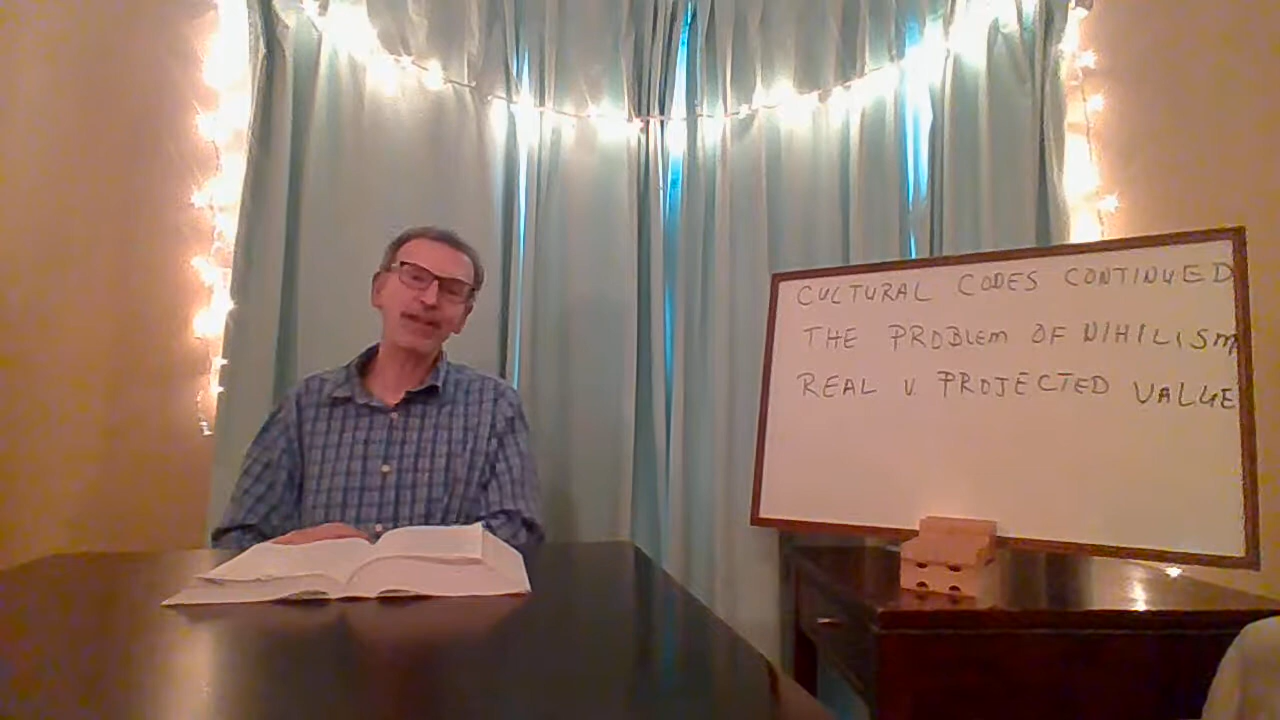 CULTURAL CODES CONTINUED
THE PROBLEM OF NIHILISM
REAL V. PROJECTED VALUE